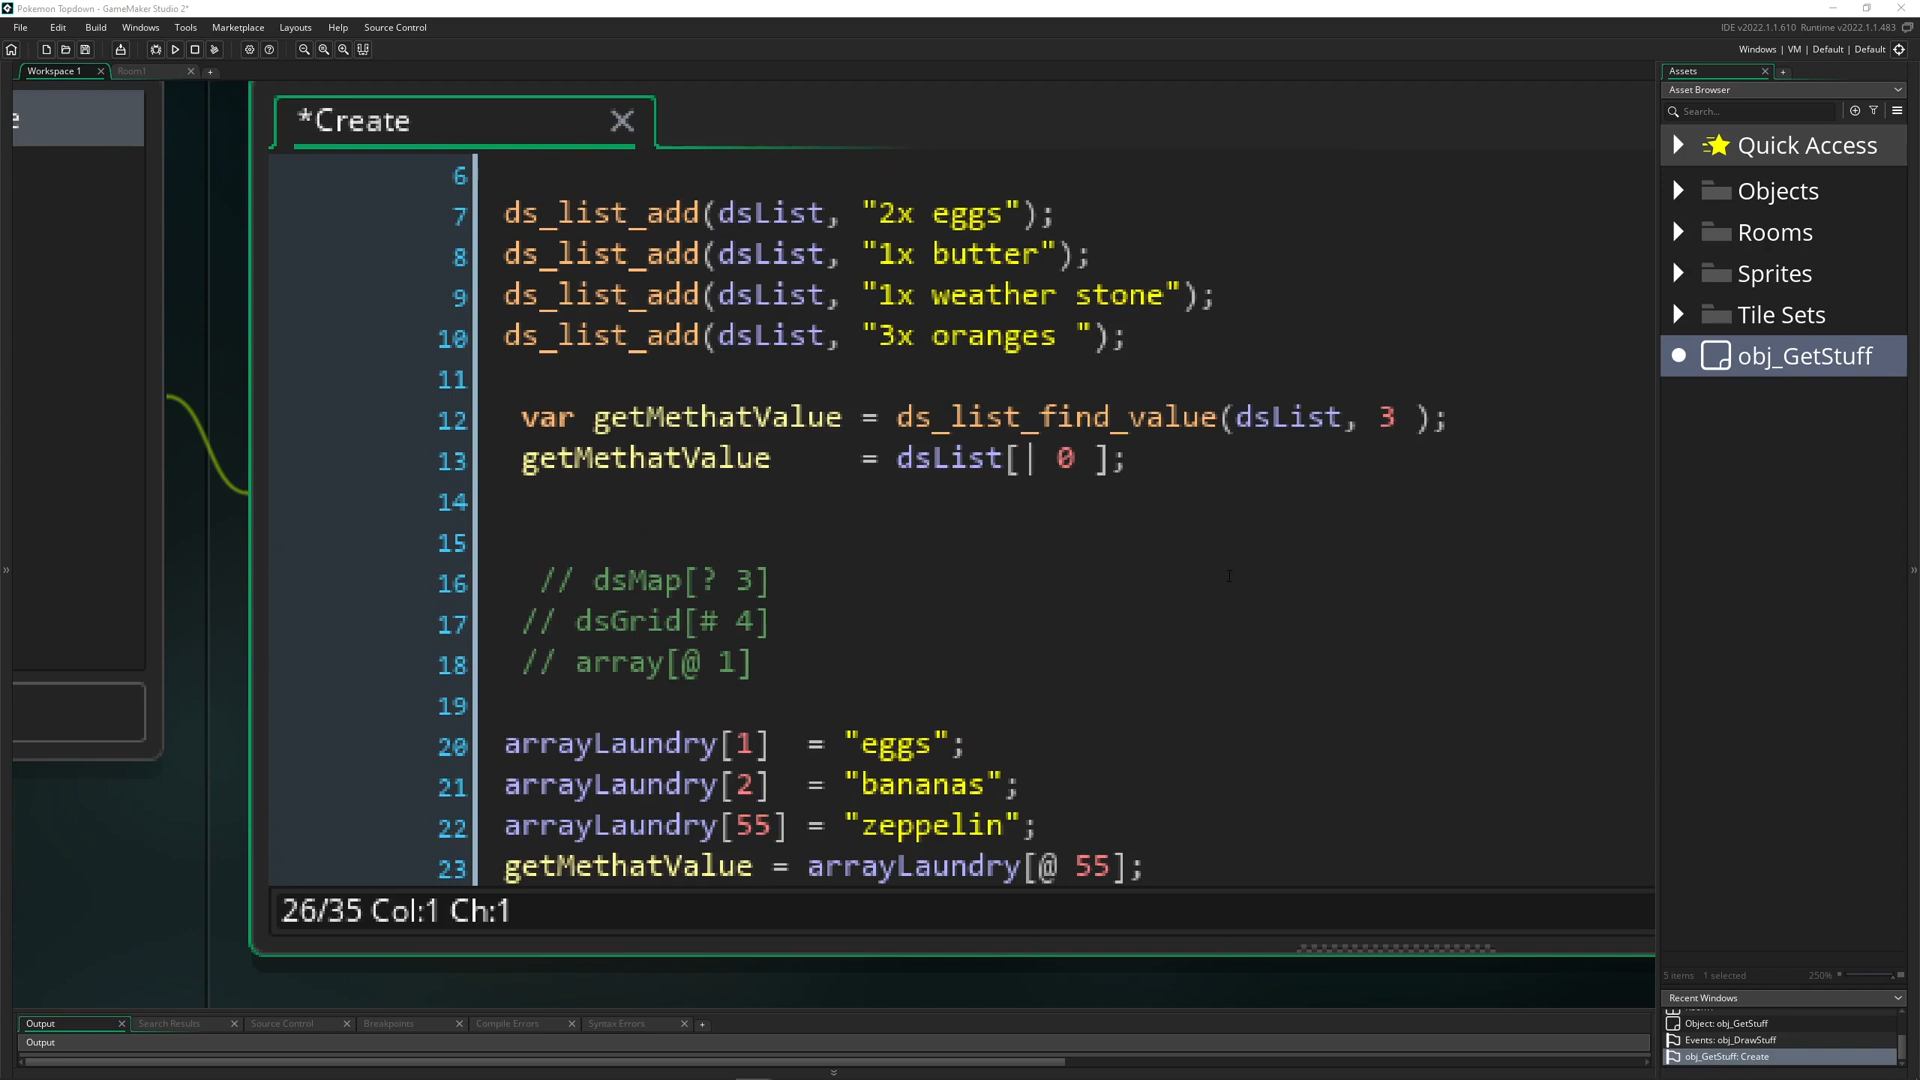 Pokemon Topdown - GameMaker Studio 2*
File Edit Build Windows Tools Marketplace Layouts Help Source Control
IDE v2022.1.1.610 Runtime v2022.1.1.483
Windows | VM | Default | Default
Workspace 1
Room1
Assets
Asset Browser
Search...
Quick Access
Objects
Rooms
Sprites
Tile Sets
obj_GetStuff
e
*Create
6
7 ds_list_add(dsList, "2x eggs");
8 ds_list_add(dsList, "1x butter");
9 ds_list_add(dsList, "1x weather stone");
10 ds_list_add(dsList, "3x oranges ");
11
12 var getMethatValue = ds_list_find_value(dsList, 3 );
13 getMethatValue = dsList[| 0 ];
14
15
16 // dsMap[? 3]
17 // dsGrid[# 4]
18 // array[@ 1]
19
20 arrayLaundry[1] = "eggs";
21 arrayLaundry[2] = "bananas";
22 arrayLaundry[55] = "zeppelin";
23 getMethatValue = arrayLaundry[@ 55];
26/35 Col:1 Ch:1
5 items 1 selected 250%
Recent Windows
Object: obj_GetStuff
Events: obj_DrawStuff
obj_GetStuff: Create
Output Search Results Source Control Breakpoints Compile Errors Syntax Errors
Output